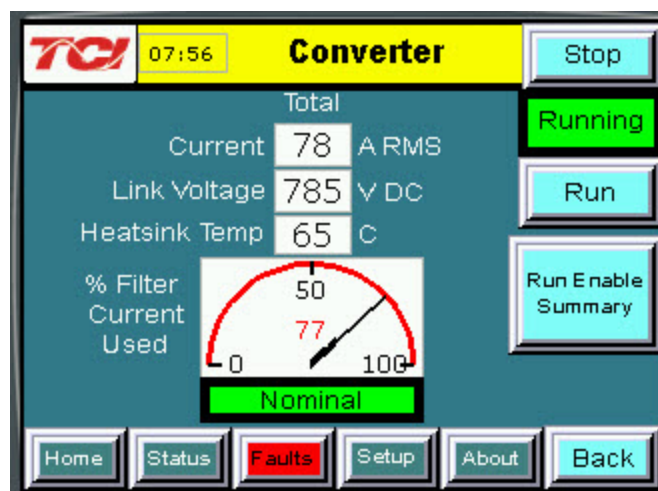 TCI 07:56 Converter Stop
Total
Running
Current 78 A RMS
Link Voltage 785 V DC
Run
Heatsink Temp 65 C
% Filter
Current
Used
50
77
0 100
Run Enable
Summary
Nominal
Home Status Faults Setup About Back